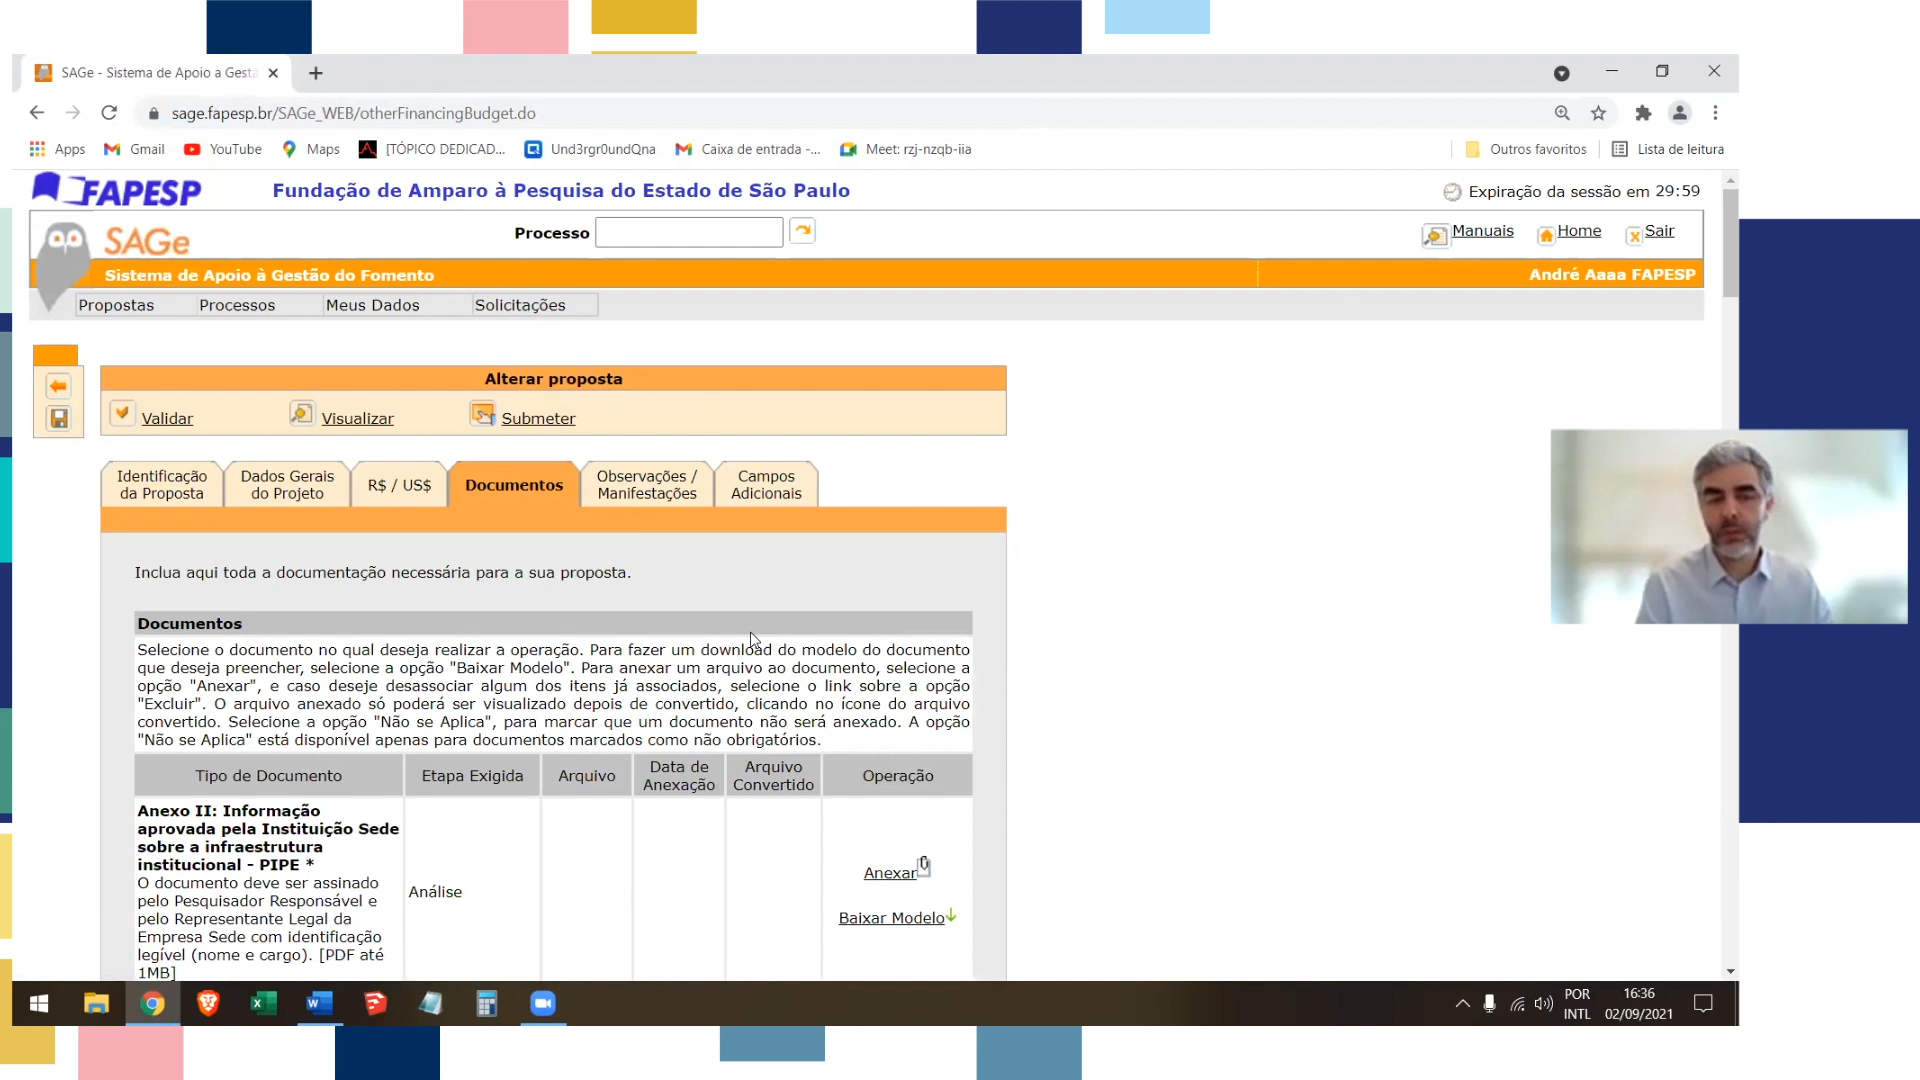 SAGe - Sistema de Apoio a Gestã
sage.fapesp.br/SAGe_WEB/otherFinancingBudget.do
Apps
Gmail
YouTube
Maps
[TÓPICO DEDICAD...
Und3rgr0undQna
Caixa de entrada -...
Meet: rzj-nzqb-iia
Outros favoritos
Lista de leitura
FAPESP
Fundação de Amparo à Pesquisa do Estado de São Paulo
Expiração da sessão em 29:59
SAGe
Processo
Manuais
Home
Sair
Sistema de Apoio à Gestão do Fomento
André Aaaa FAPESP
Propostas
Processos
Meus Dados
Solicitações
Alterar proposta
Validar
Visualizar
Submeter
Identificação
da Proposta
Dados Gerais
do Projeto
R$ / US$
Documentos
Observações /
Manifestações
Campos
Adicionais
Inclua aqui toda a documentação necessária para a sua proposta.
Documentos
Selecione o documento no qual deseja realizar a operação. Para fazer um download do modelo do documento
que deseja preencher, selecione a opção "Baixar Modelo". Para anexar um arquivo ao documento, selecione a
opção "Anexar", e caso deseje desassociar algum dos itens já associados, selecione o link sobre a opção
"Excluir". O arquivo anexado só poderá ser visualizado depois de convertido, clicando no ícone do arquivo
convertido. Selecione a opção "Não se Aplica", para marcar que um documento não será anexado. A opção
"Não se Aplica" está disponível apenas para documentos marcados como não obrigatórios.
Tipo de Documento
Etapa Exigida
Arquivo
Data de
Anexação
Arquivo
Convertido
Operação
Anexo II: Informação
aprovada pela Instituição Sede
sobre a infraestrutura
institucional - PIPE *
O documento deve ser assinado
pelo Pesquisador Responsável e
pelo Representante Legal da
Empresa Sede com identificação
legível (nome e cargo). [PDF até
1MB]
Análise
Anexar
Baixar Modelo
POR
INTL
16:36
02/09/2021